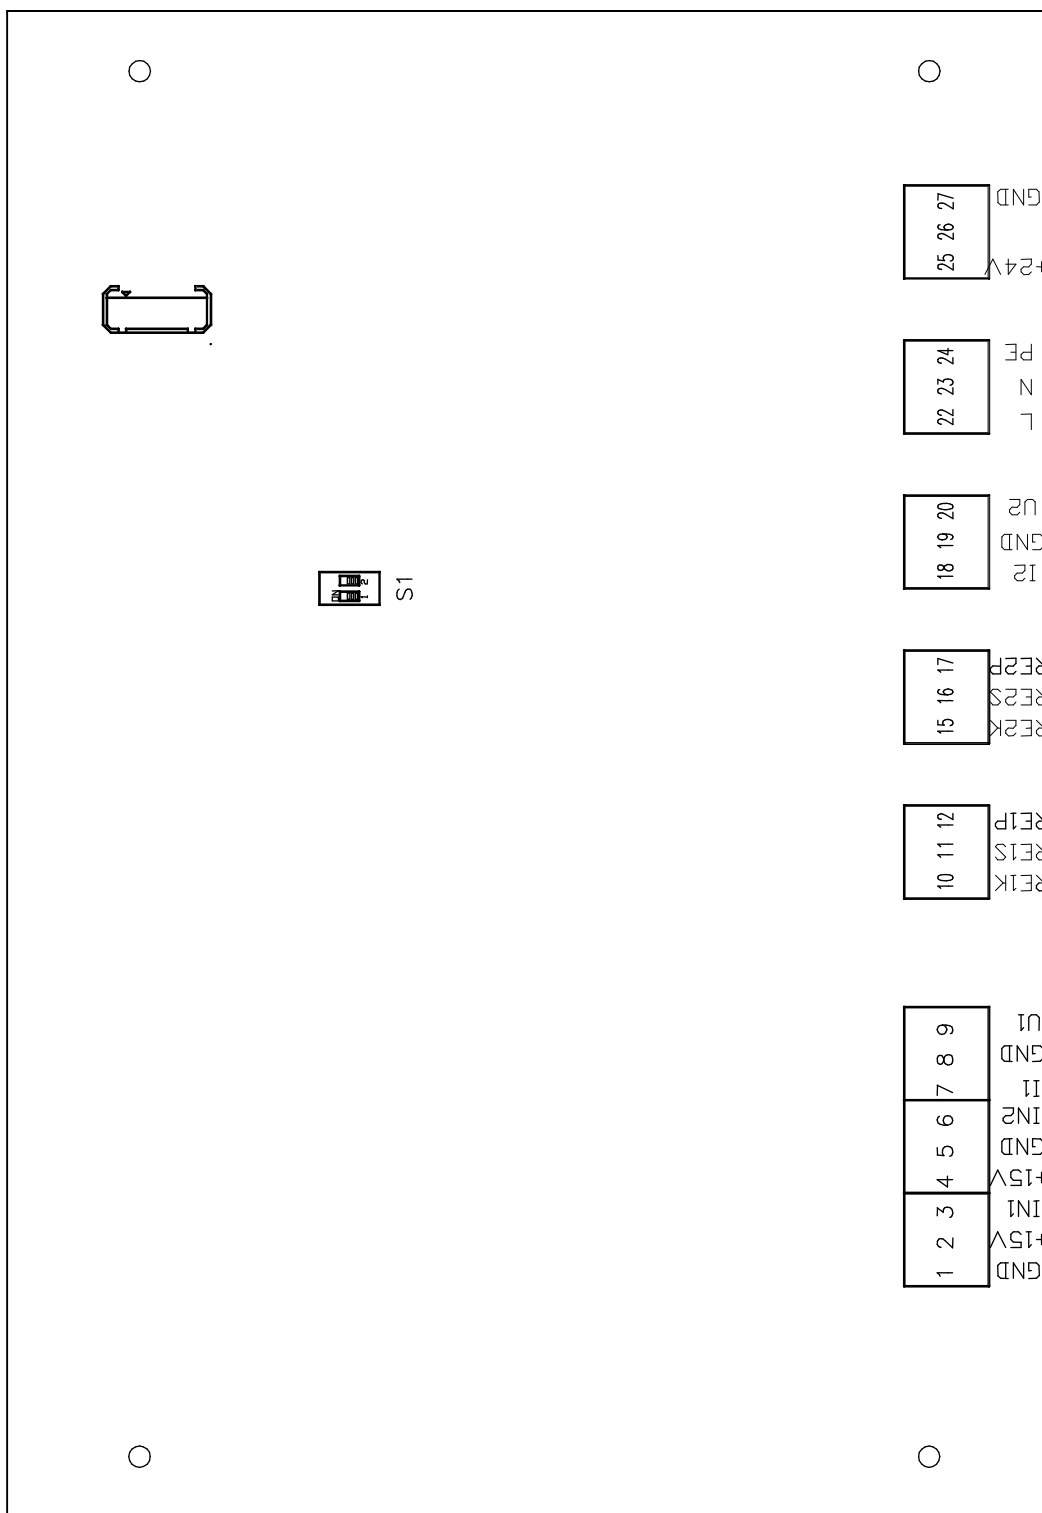 27 GND
26
25 +24V
24 PE
23 N
22 L
20 U2
19 GND
18 I2
ON
1 2
S1
17 RE2P
16 RE2S
15 RE2K
12 RE1P
11 RE1S
10 RE1K
9 U1
8 GND
7 I1
6 IN2
5 GND
4 +15V
3 IN1
2 +15V
1 GND